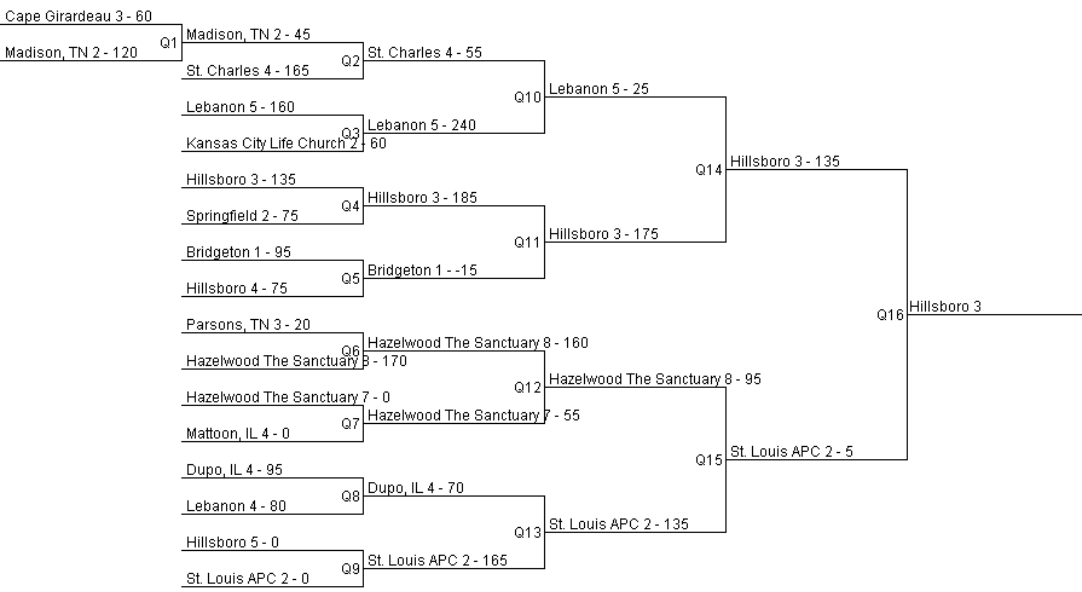 Cape Girardeau 3 - 60
Madison, TN 2 - 120
Q1
Madison, TN 2 - 45
St. Charles 4 - 165
Q2
Lebanon 5 - 160
Kansas City Life Church 2 - 60
Q3
Hillsboro 3 - 135
Springfield 2 - 75
Q4
Bridgeton 1 - 95
Hillsboro 4 - 75
Q5
Parsons, TN 3 - 20
Hazelwood The Sanctuary 8 - 170
Q6
Hazelwood The Sanctuary 7 - 0
Mattoon, IL 4 - 0
Q7
Dupo, IL 4 - 95
Lebanon 4 - 80
Q8
Hillsboro 5 - 0
St. Louis APC 2 - 0
Q9
St. Charles 4 - 55
Lebanon 5 - 240
Q10
Hillsboro 3 - 185
Bridgeton 1 - -15
Q11
Hazelwood The Sanctuary 8 - 160
Hazelwood The Sanctuary 7 - 55
Q12
Dupo, IL 4 - 70
St. Louis APC 2 - 165
Q13
Lebanon 5 - 25
Hillsboro 3 - 175
Q14
Hazelwood The Sanctuary 8 - 95
St. Louis APC 2 - 135
Q15
Hillsboro 3 - 135
St. Louis APC 2 - 5
Q16
Hillsboro 3